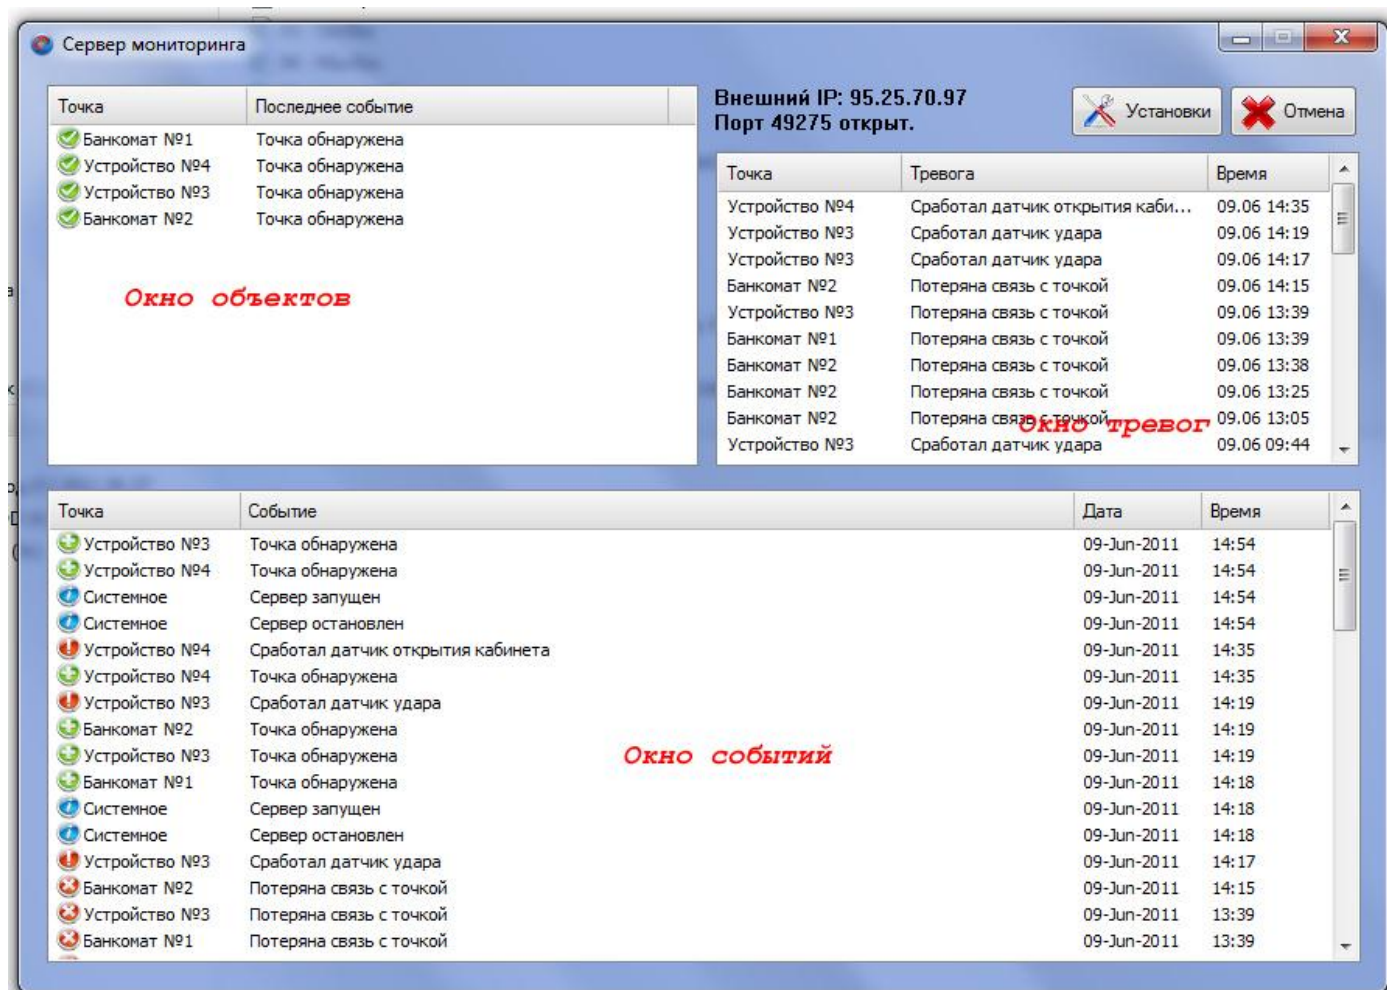 Сервер мониторинга
Точка Последнее событие
Банкомат №1 Точка обнаружена
Устройство №4 Точка обнаружена
Устройство №3 Точка обнаружена
Банкомат №2 Точка обнаружена
Окно объектов
Внешний IP: 95.25.70.97
Порт 49275 открыт.
Установки
Отмена
Точка Тревога Время
Устройство №4 Сработал датчик открытия каби... 09.06 14:35
Устройство №3 Сработал датчик удара 09.06 14:19
Устройство №3 Сработал датчик удара 09.06 14:17
Банкомат №2 Потеряна связь с точкой 09.06 14:15
Устройство №3 Потеряна связь с точкой 09.06 13:39
Банкомат №1 Потеряна связь с точкой 09.06 13:39
Банкомат №2 Потеряна связь с точкой 09.06 13:38
Банкомат №2 Потеряна связь с точкой 09.06 13:25
Банкомат №2 Потеряна связь с точкой 09.06 13:05
Окно тревог
Устройство №3 Сработал датчик удара 09.06 09:44
Точка Событие Дата Время
Устройство №3 Точка обнаружена 09-Jun-2011 14:54
Устройство №4 Точка обнаружена 09-Jun-2011 14:54
Системное Сервер запущен 09-Jun-2011 14:54
Системное Сервер остановлен 09-Jun-2011 14:54
Устройство №4 Сработал датчик открытия кабинета 09-Jun-2011 14:35
Устройство №4 Точка обнаружена 09-Jun-2011 14:35
Устройство №3 Сработал датчик удара 09-Jun-2011 14:19
Банкомат №2 Точка обнаружена 09-Jun-2011 14:19
Устройство №3 Точка обнаружена 09-Jun-2011 14:19
Окно событий
Банкомат №1 Точка обнаружена 09-Jun-2011 14:18
Системное Сервер запущен 09-Jun-2011 14:18
Системное Сервер остановлен 09-Jun-2011 14:18
Устройство №3 Сработал датчик удара 09-Jun-2011 14:17
Банкомат №2 Потеряна связь с точкой 09-Jun-2011 14:15
Устройство №3 Потеряна связь с точкой 09-Jun-2011 13:39
Банкомат №1 Потеряна связь с точкой 09-Jun-2011 13:39